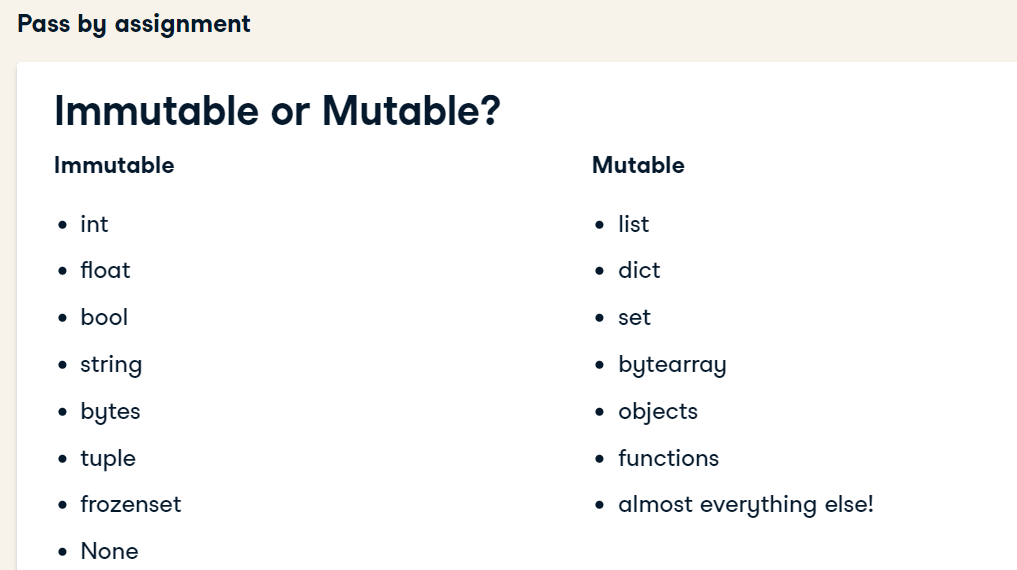 Pass by assignment
Immutable or Mutable?
Immutable
• int
• float
• bool
• string
• bytes
• tuple
• frozenset
• None
Mutable
• list
• dict
• set
• bytearray
• objects
• functions
• almost everything else!